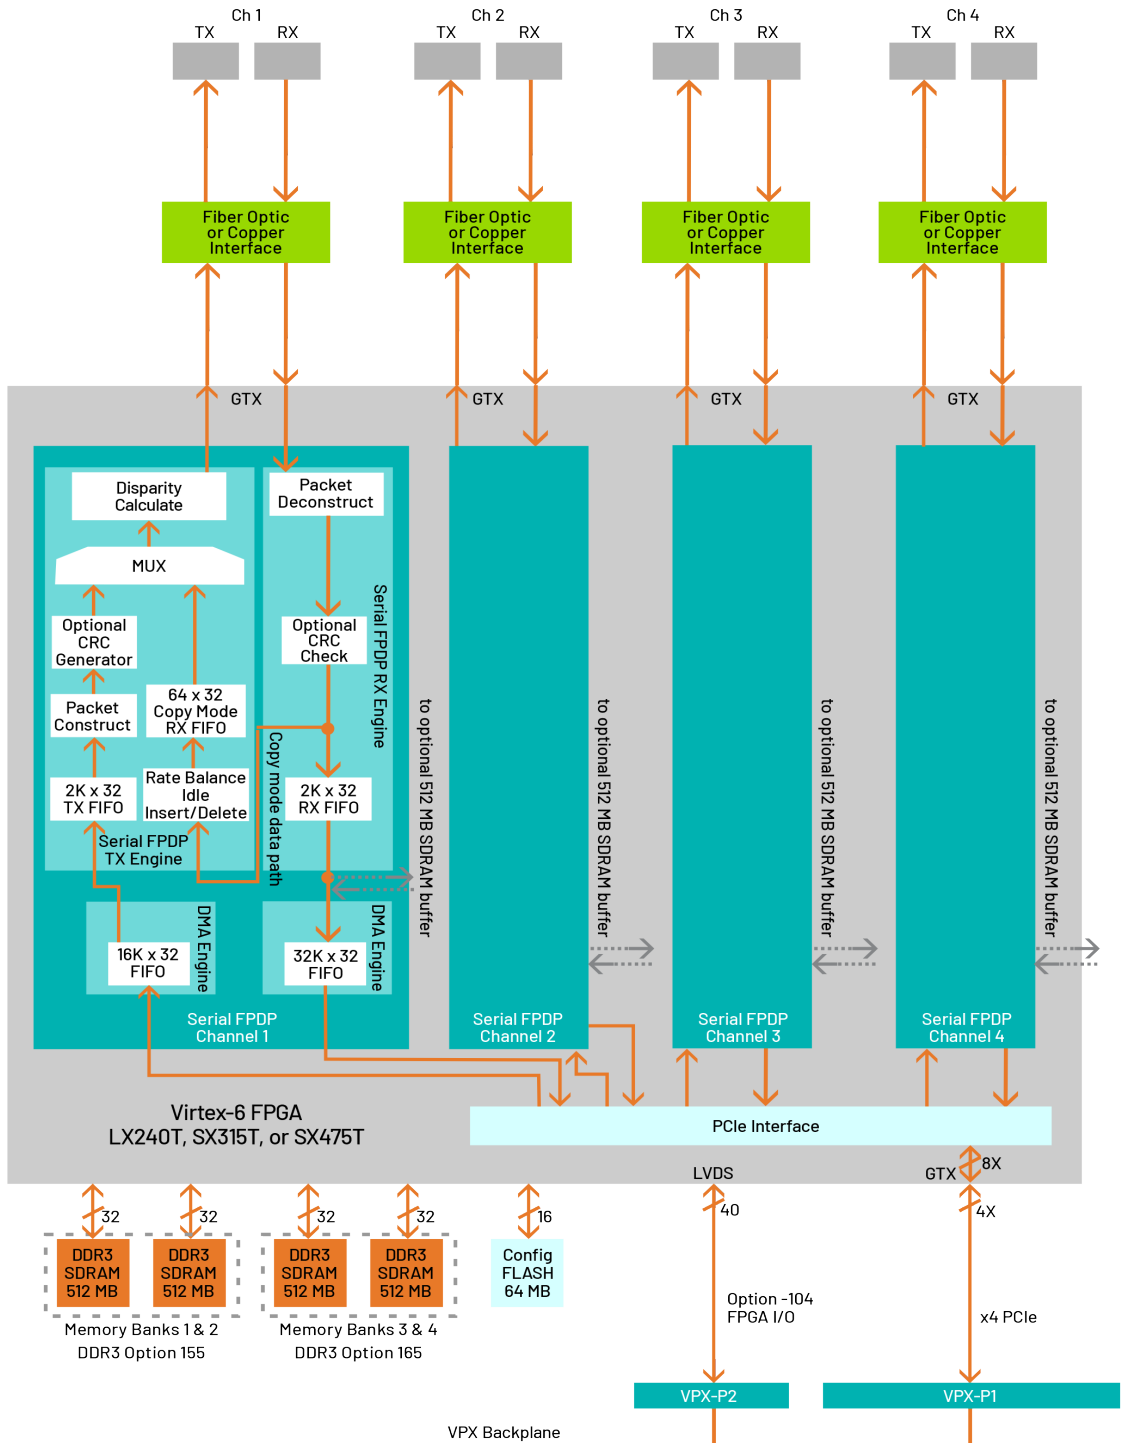 Ch 1
Ch 2
Ch 3
Ch 4
TX
RX
TX
RX
TX
RX
TX
RX
Fiber Optic
or Copper
Interface
Fiber Optic
or Copper
Interface
Fiber Optic
or Copper
Interface
Fiber Optic
or Copper
Interface
GTX
GTX
GTX
GTX
Disparity
Calculate
MUX
Optional
CRC
Generator
Packet
Construct
2K x 32
TX FIFO
64 x 32
Copy Mode
RX FIFO
Rate Balance
Idle
Insert/Delete
Serial FPDP
TX Engine
Packet
Deconstruct
Optional
CRC
Check
2K x 32
RX FIFO
Serial FPDP RX Engine
Copy mode data path
16K x 32
FIFO
DMA Engine
32K x 32
FIFO
DMA Engine
Serial FPDP
Channel 1
to optional 512 MB SDRAM buffer
Serial FPDP
Channel 2
to optional 512 MB SDRAM buffer
Serial FPDP
Channel 3
to optional 512 MB SDRAM buffer
Serial FPDP
Channel 4
to optional 512 MB SDRAM buffer
Virtex-6 FPGA
LX240T, SX315T, or SX475T
PCIe Interface
LVDS
GTX
8X
32
32
32
32
16
40
4X
DDR3
SDRAM
512 MB
DDR3
SDRAM
512 MB
DDR3
SDRAM
512 MB
DDR3
SDRAM
512 MB
Config
FLASH
64 MB
Memory Banks 1 & 2
DDR3 Option 155
Memory Banks 3 & 4
DDR3 Option 165
Option -104
FPGA I/O
x4 PCIe
VPX-P2
VPX-P1
VPX Backplane